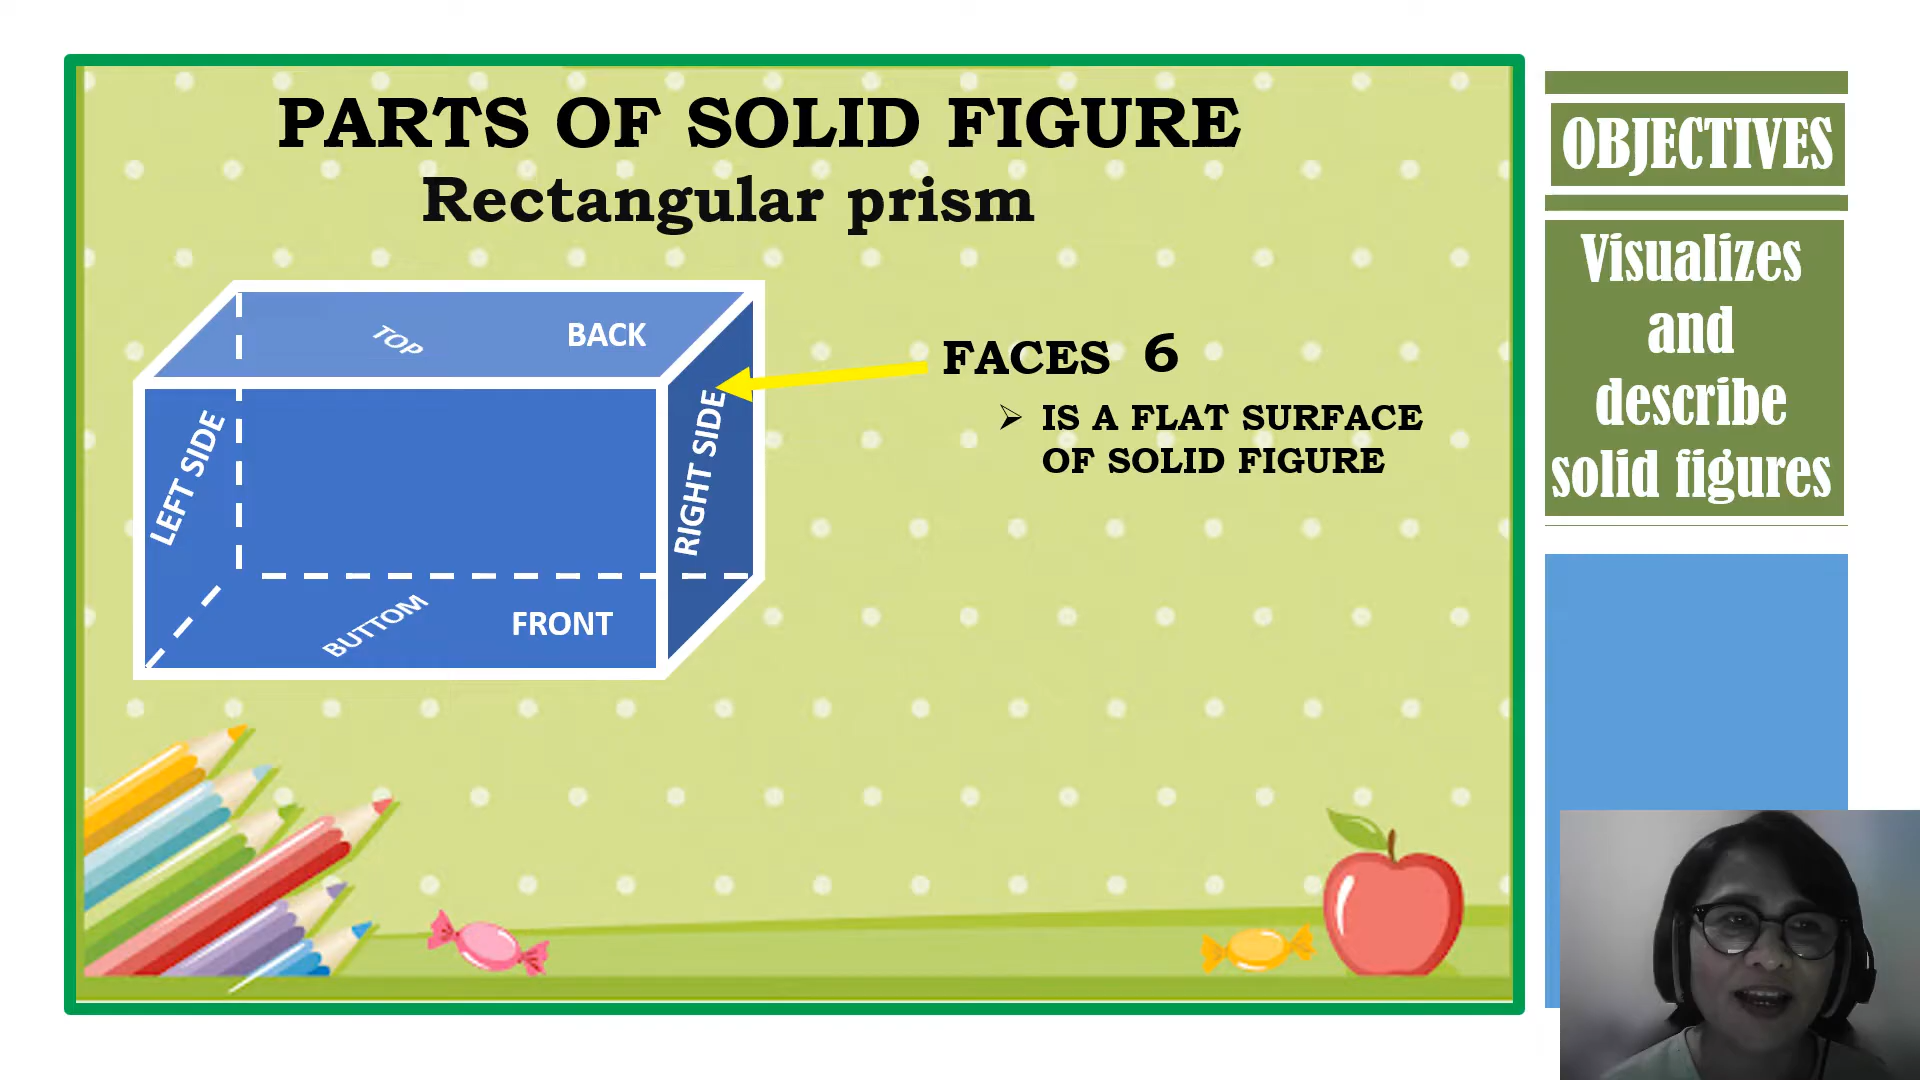 PARTS OF SOLID FIGURE
Rectangular prism
TOP
BACK
LEFT SIDE
RIGHT SIDE
BUTTOM
FRONT
FACES 6
➢ IS A FLAT SURFACE
OF SOLID FIGURE
OBJECTIVES
Visualizes
and
describe
solid figures